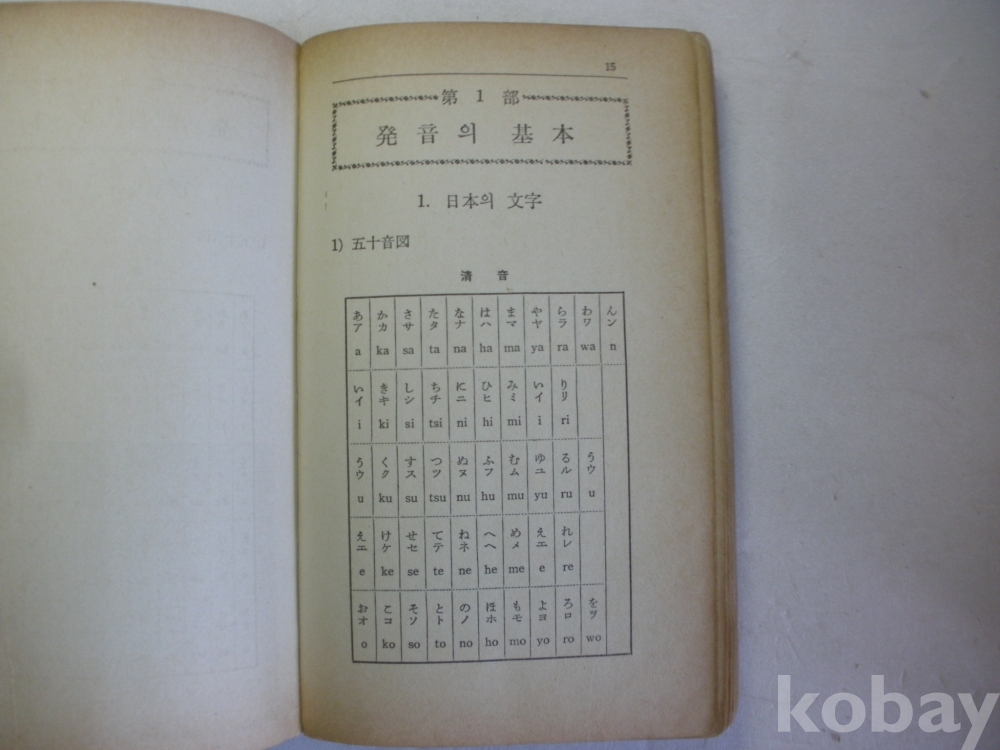 15
第 1 部
発 音의 基 本
1. 日本의 文字
1) 五十音図
清 音
あア かカ さサ たタ なナ はハ まマ やヤ らラ わワ んン
a ka sa ta na ha ma ya ra wa n
いイ きキ しシ ちチ にニ ひヒ みミ いイ りリ
i ki si tsi ni hi mi i ri
うウ くク すス つツ ぬヌ ふフ むム ゆユ るル うウ
u ku su tsu nu hu mu yu ru u
えエ けケ せセ てテ ねネ へヘ めメ えエ れレ
e ke se te ne he me e re
おオ こコ そソ とト のノ ほホ もモ よヨ ろロ をヲ
o ko so to no ho mo yo ro wo
kobay